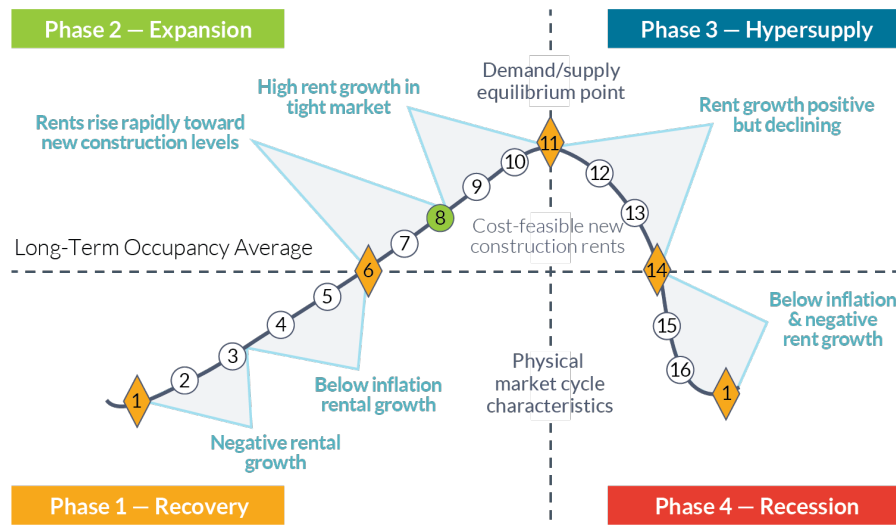 Phase 2 — Expansion
Phase 3 — Hypersupply
Demand/supply
equilibrium point
High rent growth in
tight market
Rents rise rapidly toward
new construction levels
Rent growth positive
but declining
11
10
12
9
13
8
7
Cost-feasible new
construction rents
Long-Term Occupancy Average
6
14
5
4
15
3
16
2
1
1
Below inflation
& negative
rent growth
Physical
market cycle
characteristics
Below inflation
rental growth
Negative rental
growth
Phase 1 — Recovery
Phase 4 — Recession